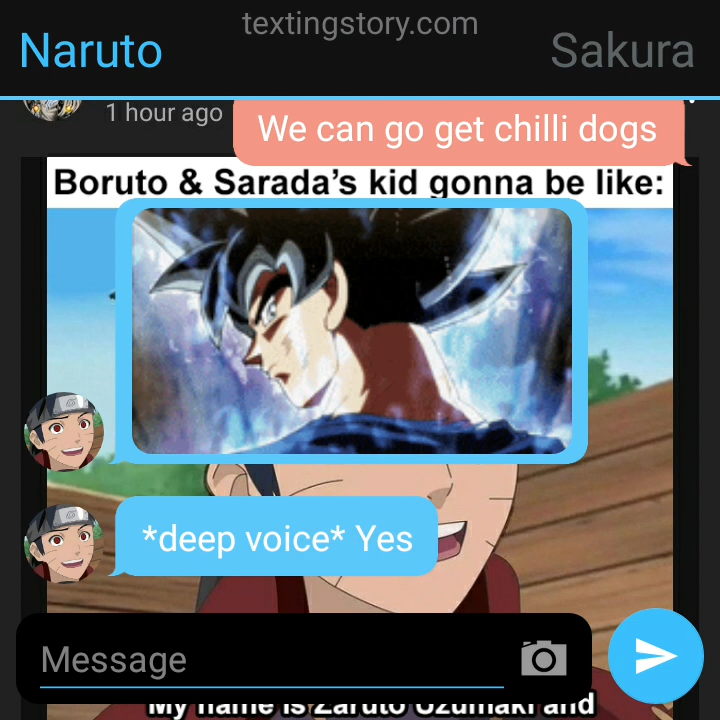 textingstory.com
Naruto
Sakura
1 hour ago
We can go get chilli dogs
Boruto & Sarada's kid gonna be like:
*deep voice* Yes
Message
My name is Zaruto Uzumaki and